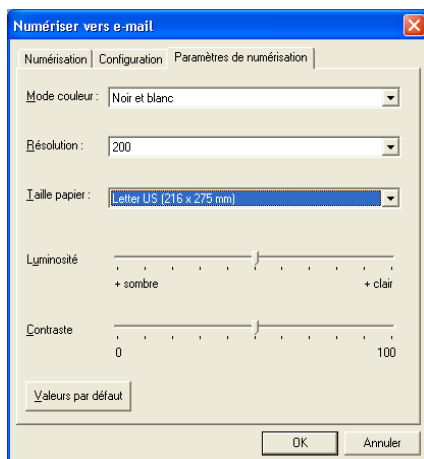 Numériser vers e-mail
Numérisation Configuration Paramètres de numérisation
Mode couleur : Noir et blanc
Résolution : 200
Taille papier : Letter US (216 x 275 mm)
Luminosité
+ sombre + clair
Contraste
0 100
Valeurs par défaut
OK Annuler